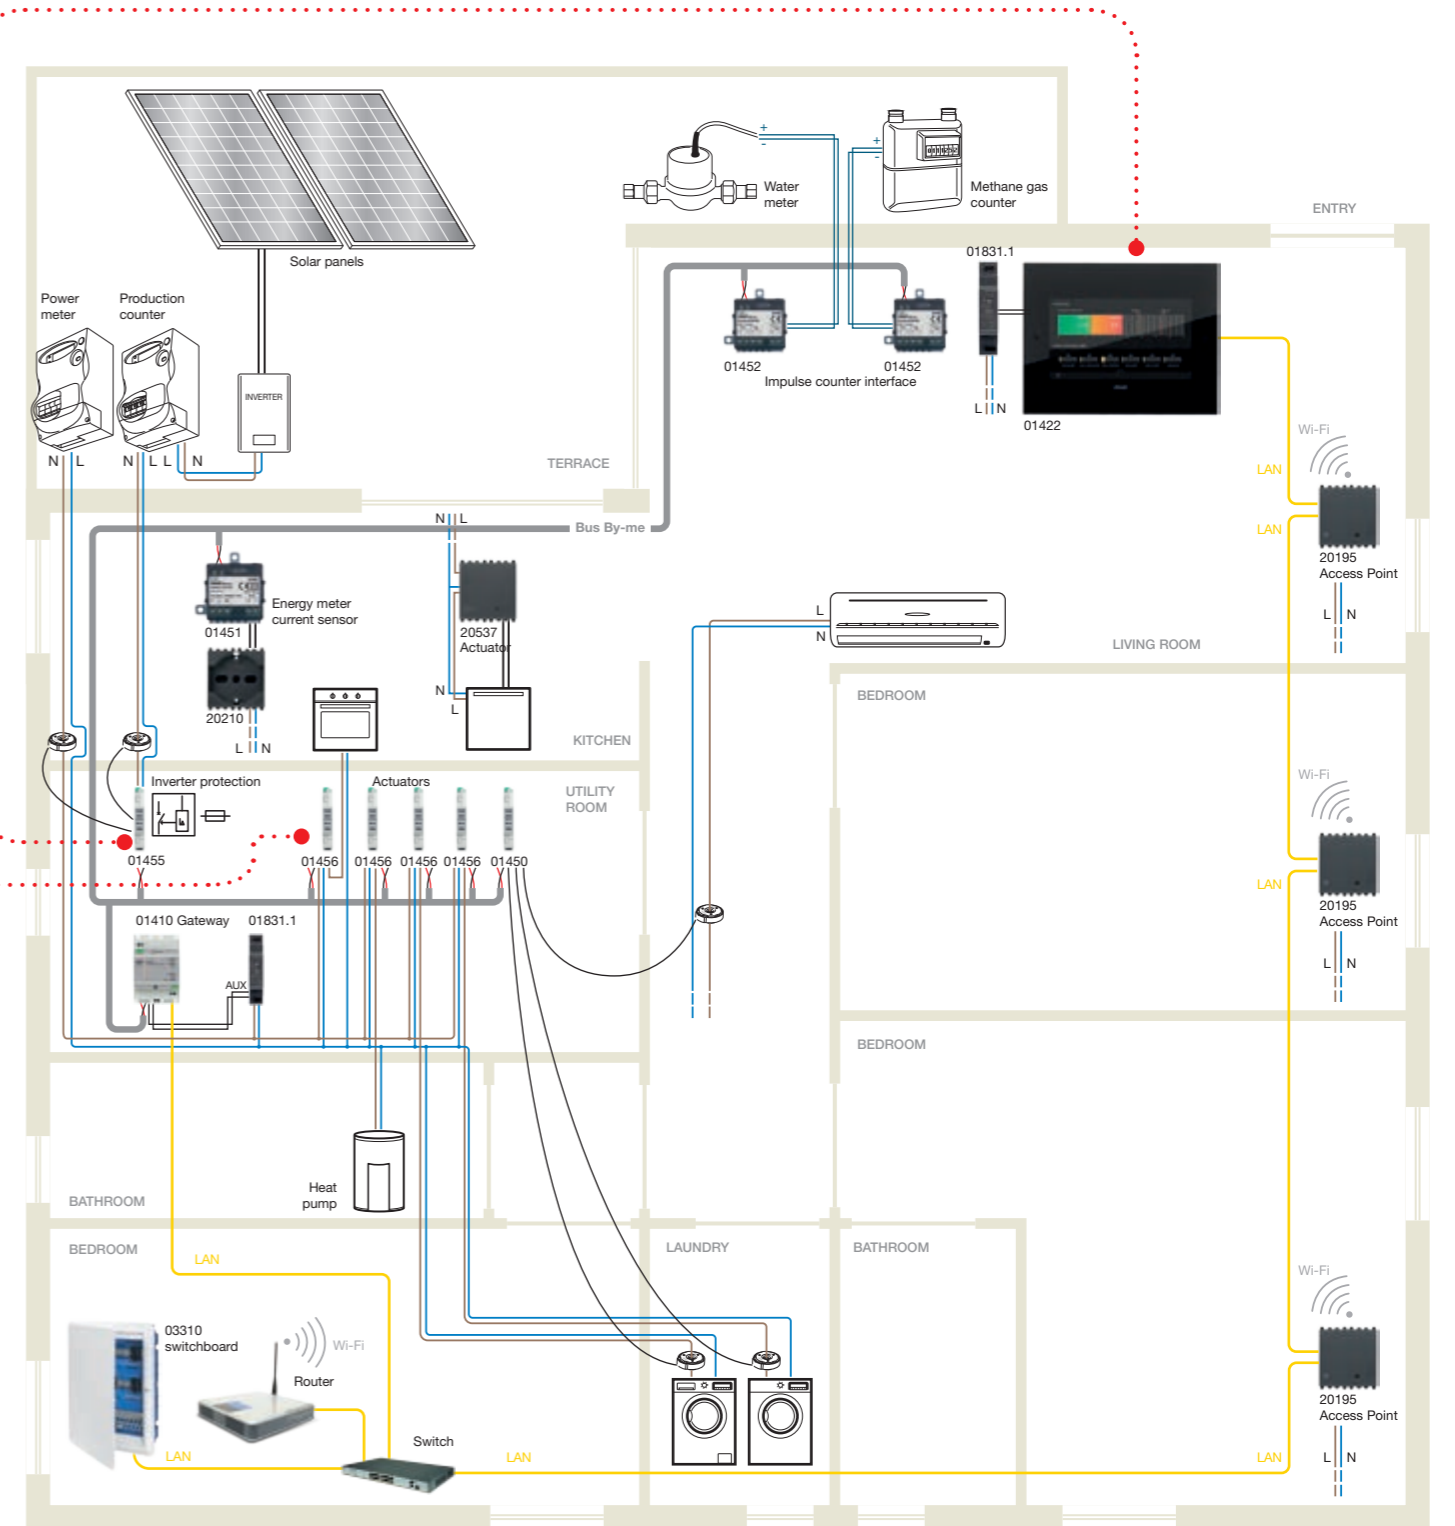 ENTRY
Solar panels
Water
meter
+
-
+
-
Methane gas
counter
Power
meter
Production
counter
INVERTER
N L
N L L N
TERRACE
01831.1
01452
01452
Impulse counter interface
L N
01422
Wi-Fi
LAN
LAN
20195
Access Point
L N
Bus By-me
N L
Energy meter
current sensor
01451
20210
L N
20537
Actuator
N
L
KITCHEN
L
N
LIVING ROOM
BEDROOM
Inverter protection
Actuators
UTILITY
ROOM
01455
01456
01456
01456
01456
01450
Wi-Fi
LAN
20195
Access Point
L N
01410 Gateway
01831.1
AUX
BEDROOM
BATHROOM
Heat
pump
BEDROOM
LAN
LAUNDRY
BATHROOM
Wi-Fi
03310
switchboard
Wi-Fi
Router
Switch
LAN
LAN
LAN
20195
Access Point
L N